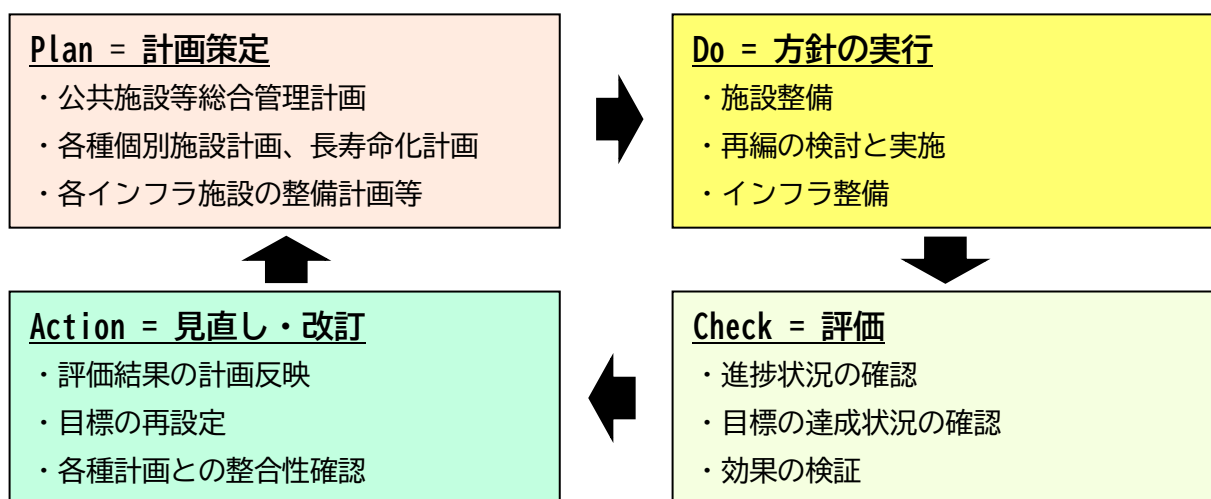 Plan = 計画策定
・公共施設等総合管理計画
・各種個別施設計画、長寿命化計画
・各インフラ施設の整備計画等
Do = 方針の実行
・施設整備
・再編の検討と実施
・インフラ整備
Action = 見直し・改訂
・評価結果の計画反映
・目標の再設定
・各種計画との整合性確認
Check = 評価
・進捗状況の確認
・目標の達成状況の確認
・効果の検証